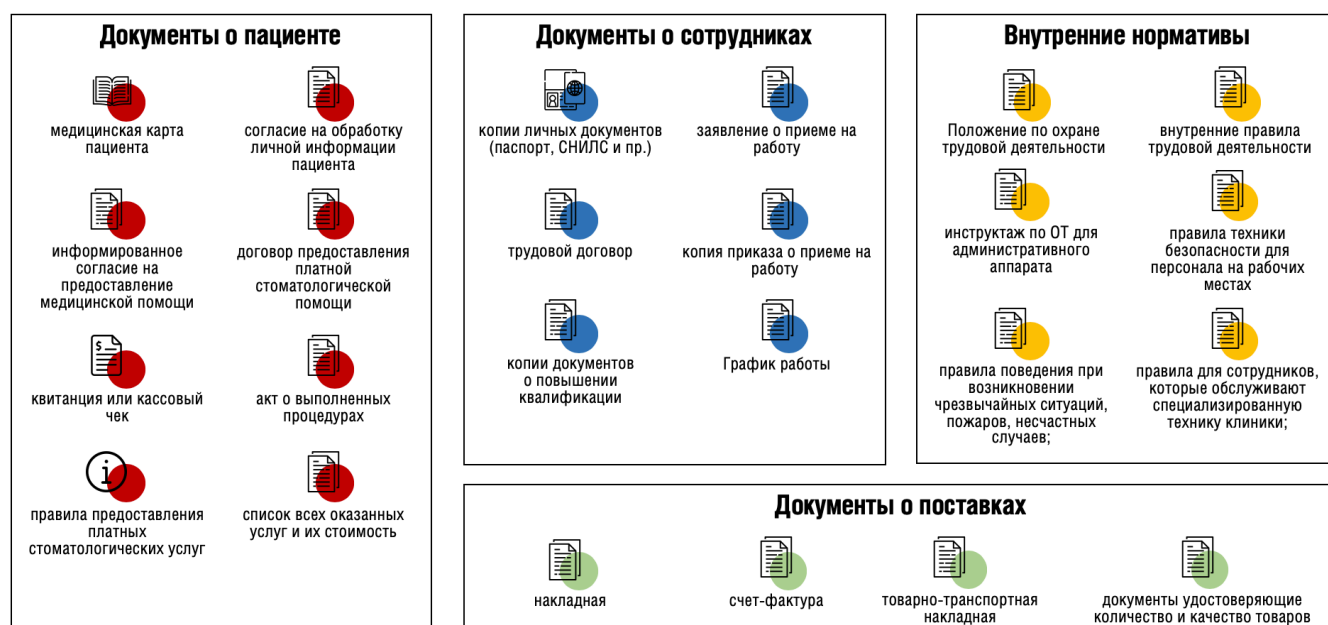 Документы о пациенте
медицинская карта
пациента
согласие на обработку
личной информации
пациента
информированное
согласие на
предоставление
медицинской помощи
договор предоставления
платной
стоматологической
помощи
$
квитанция или кассовый
чек
акт о выполненных
процедурах
i
правила предоставления
платных
стоматологических услуг
список всех оказанных
услуг и их стоимость
Документы о сотрудниках
копии личных документов
(паспорт, СНИЛС и пр.)
заявление о приеме на
работу
трудовой договор
копия приказа о приеме на
работу
копии документов
о повышении
квалификации
График работы
Внутренние нормативы
Положение по охране
трудовой деятельности
внутренние правила
трудовой деятельности
инструктаж по ОТ для
административного
аппарата
правила техники
безопасности для
персонала на рабочих
местах
правила поведения при
возникновении
чрезвычайных ситуаций,
пожаров, несчастных
случаев;
правила для сотрудников,
которые обслуживают
специализированную
технику клиники;
Документы о поставках
накладная
счет-фактура
товарно-транспортная
накладная
документы удостоверяющие
количество и качество товаров